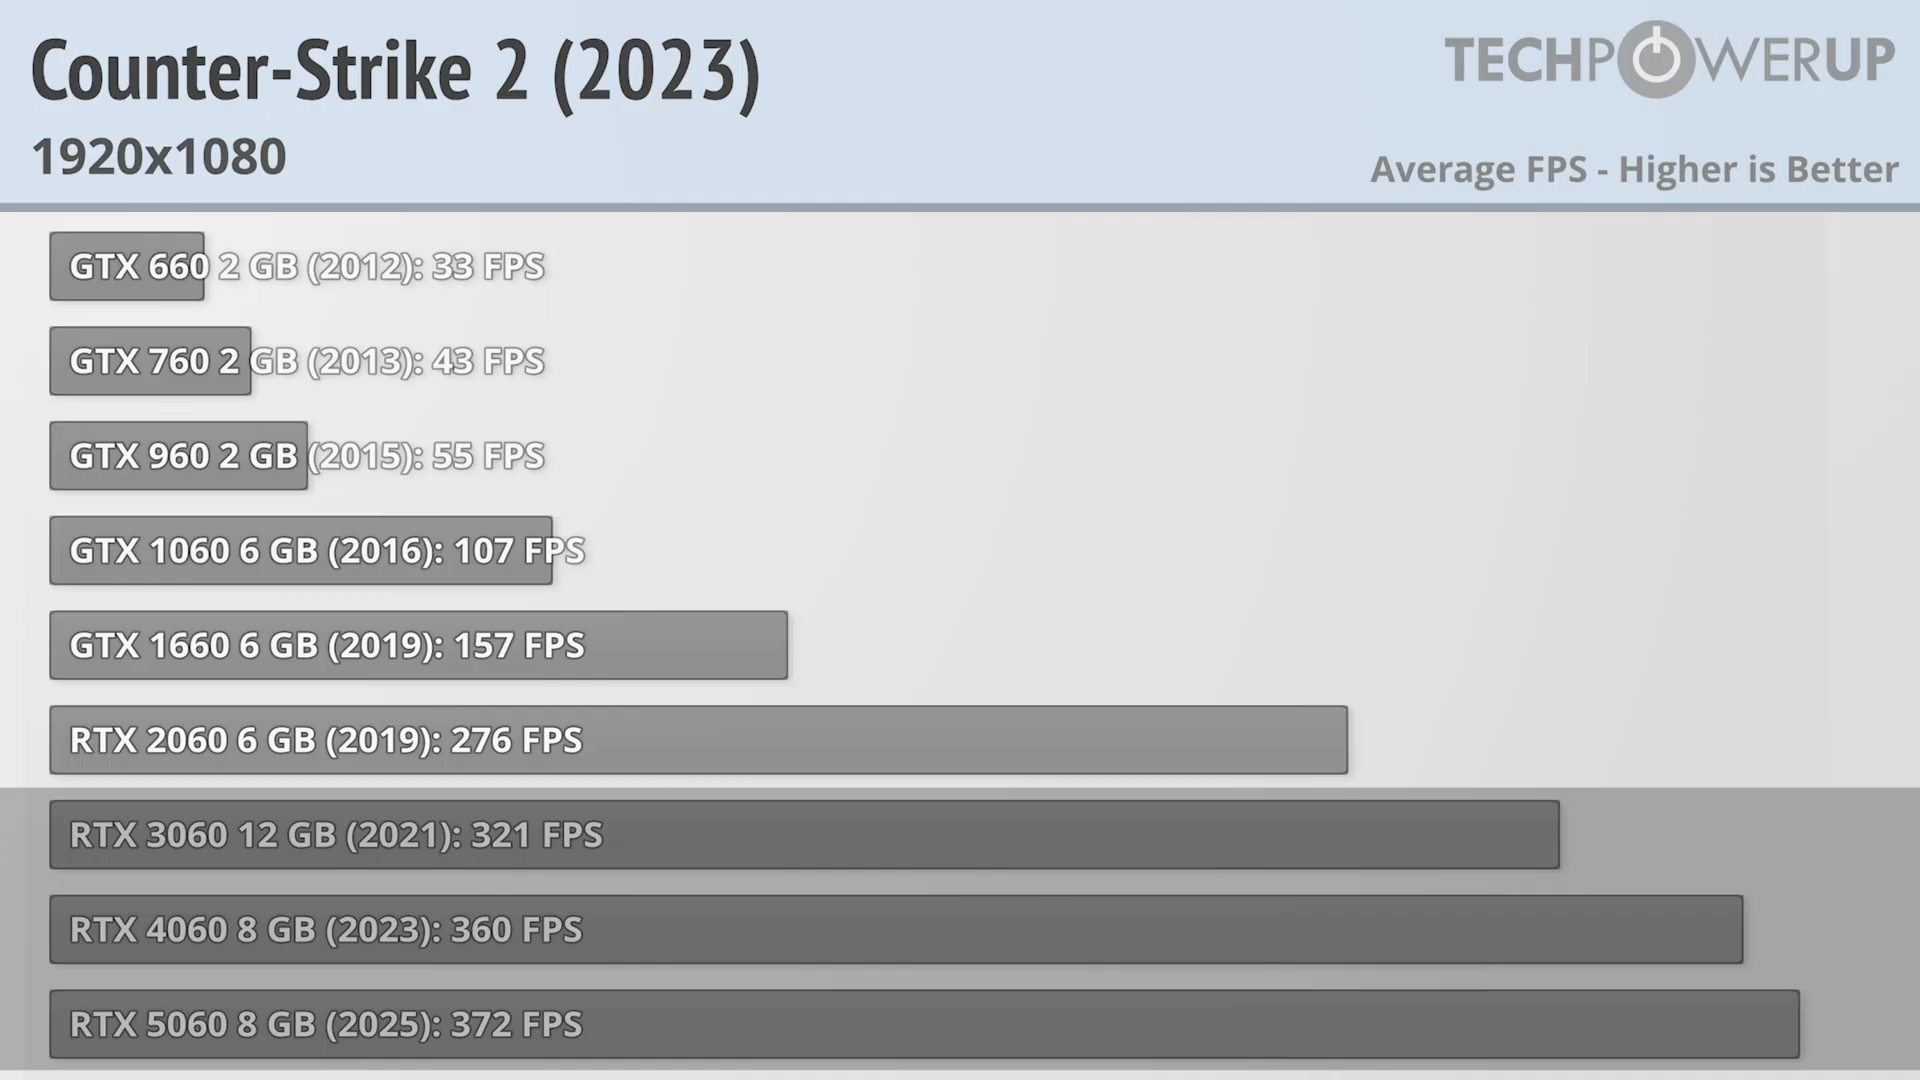 Counter-Strike 2 (2023)
TECHPOWERUP
1920x1080
Average FPS - Higher is Better
GTX 660 2 GB (2012): 33 FPS
GTX 760 2 GB (2013): 43 FPS
GTX 960 2 GB (2015): 55 FPS
GTX 1060 6 GB (2016): 107 FPS
GTX 1660 6 GB (2019): 157 FPS
RTX 2060 6 GB (2019): 276 FPS
RTX 3060 12 GB (2021): 321 FPS
RTX 4060 8 GB (2023): 360 FPS
RTX 5060 8 GB (2025): 372 FPS